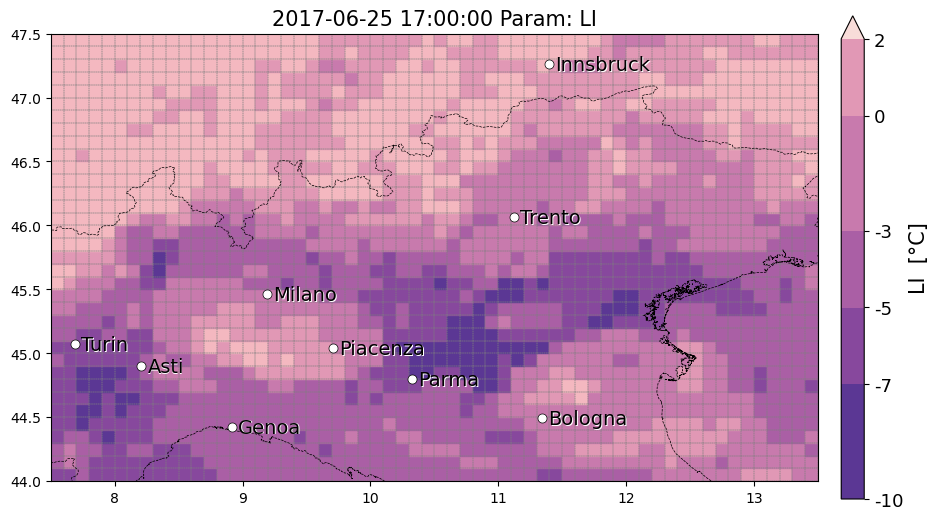 2017-06-25 17:00:00 Param: LI
47.5
47.0
46.5
46.0
45.5
45.0
44.5
44.0
8
9
10
11
12
13
Innsbruck
Trento
Milano
Turin
Asti
Piacenza
Parma
Genoa
Bologna
2
0
-3
-5
-7
-10
LI [°C]